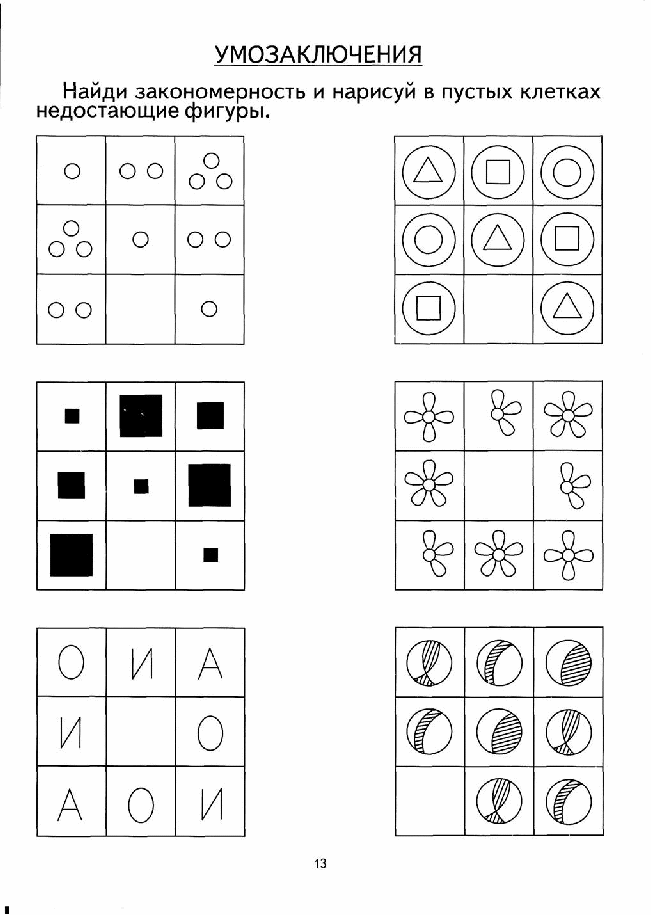 УМОЗАКЛЮЧЕНИЯ
Найди закономерность и нарисуй в пустых клетках
недостающие фигуры.
О И А
И О
А О И
13